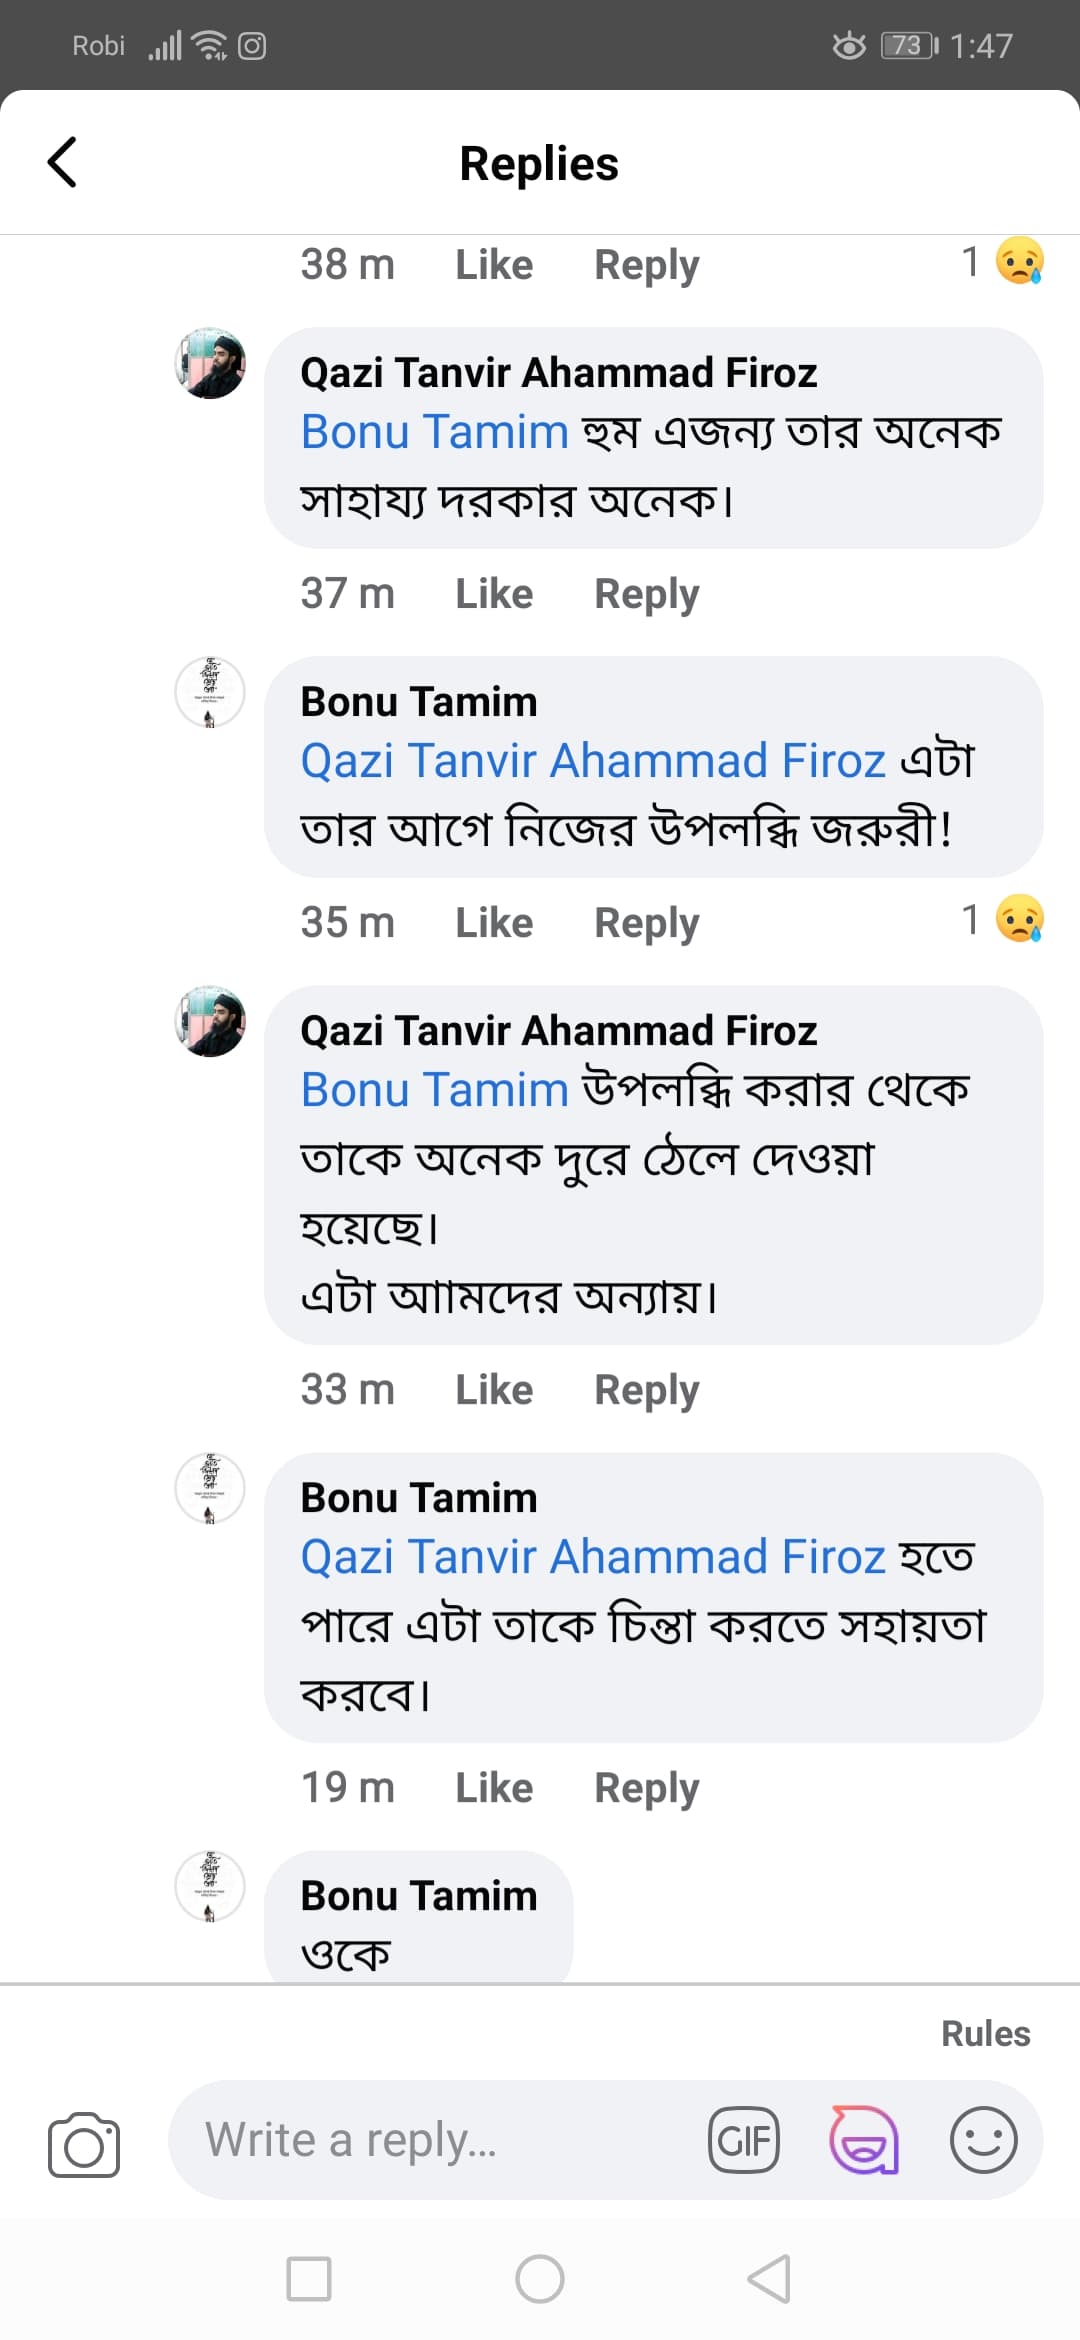 Robi 73 1:47
Replies
38 m Like Reply 1
Qazi Tanvir Ahammad Firoz
Bonu Tamim হুম এজন্য তার অনেক
সাহায্য দরকার অনেক।
37 m Like Reply
Bonu Tamim
Qazi Tanvir Ahammad Firoz এটা
তার আগে নিজের উপলব্ধি জরুরী!
35 m Like Reply 1
Qazi Tanvir Ahammad Firoz
Bonu Tamim উপলব্ধি করার থেকে
তাকে অনেক দুরে ঠেলে দেওয়া
হয়েছে।
এটা আামদের অন্যায়।
33 m Like Reply
Bonu Tamim
Qazi Tanvir Ahammad Firoz হতে
পারে এটা তাকে চিন্তা করতে সহায়তা
করবে।
19 m Like Reply
Bonu Tamim
ওকে
Rules
Write a reply...
GIF